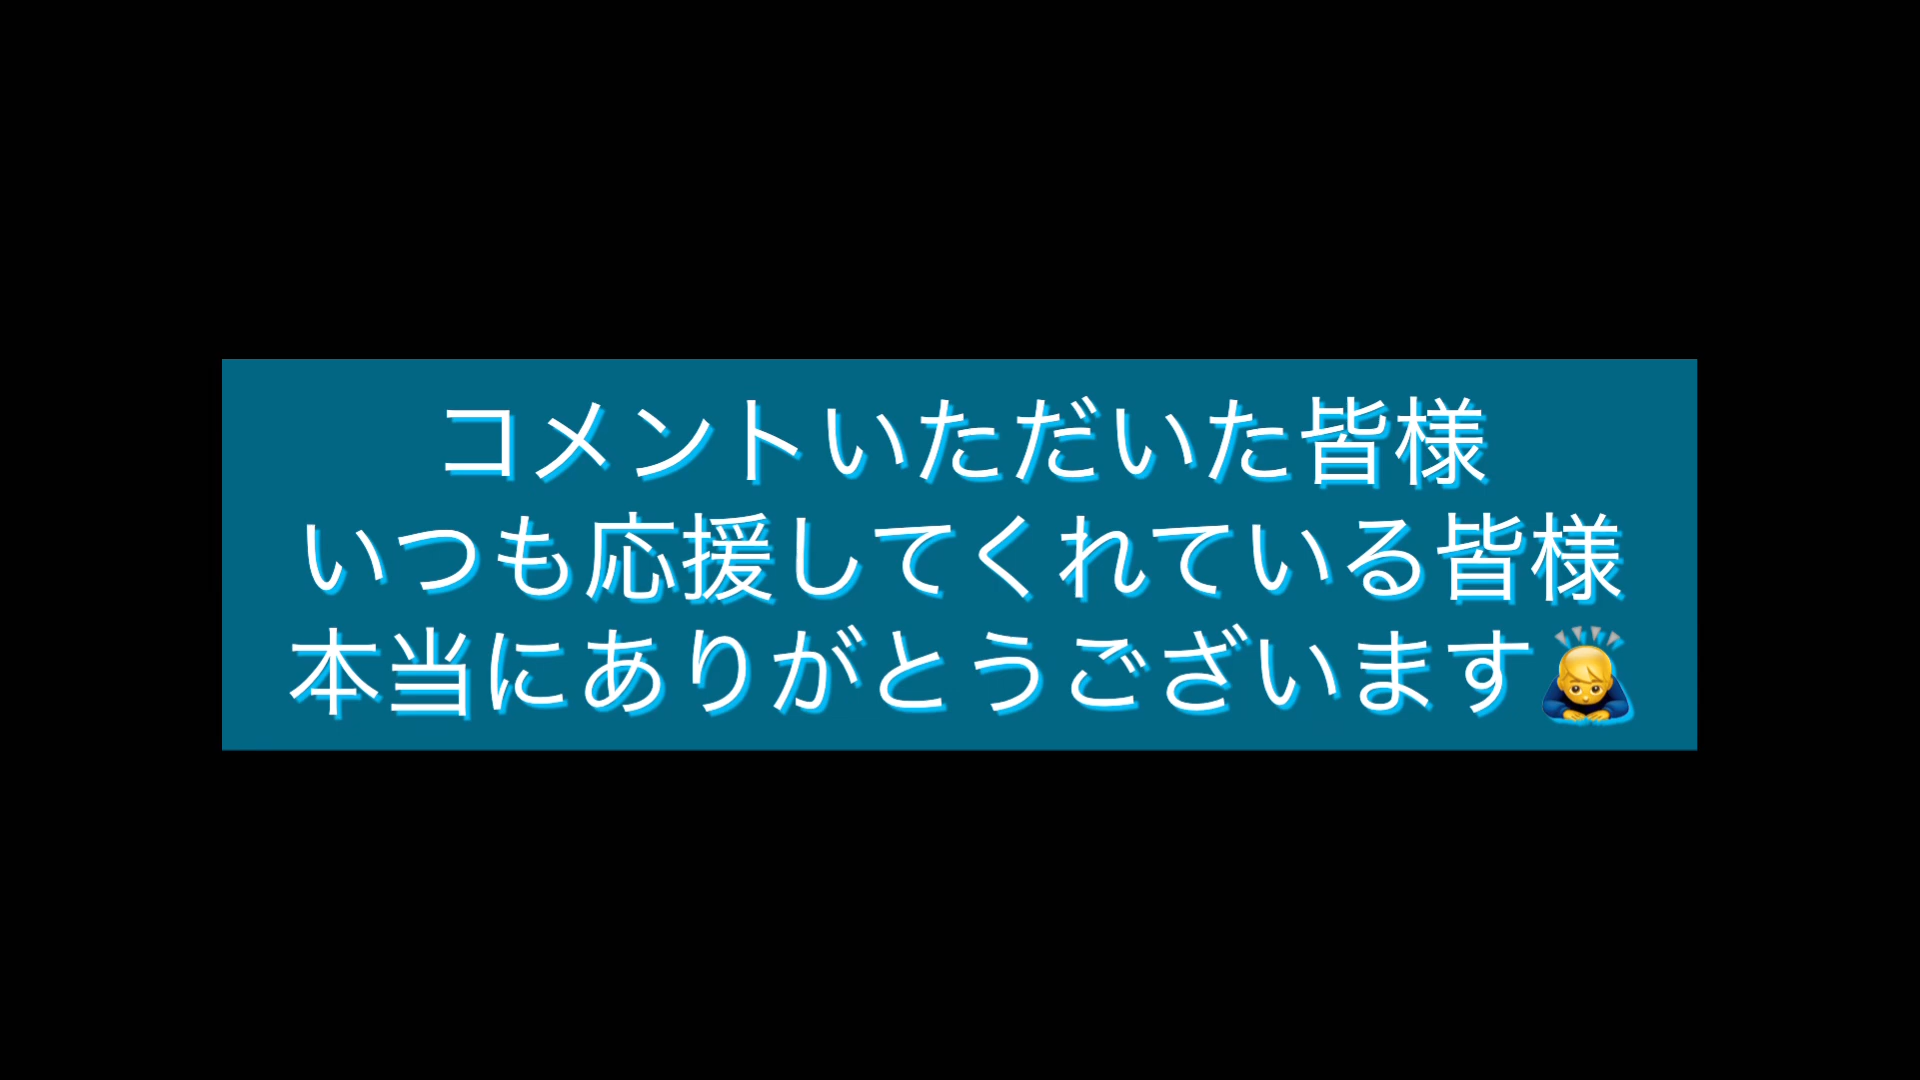 コメントいただいた皆様
いつも応援してくれている皆様
本当にありがとうございます🙇